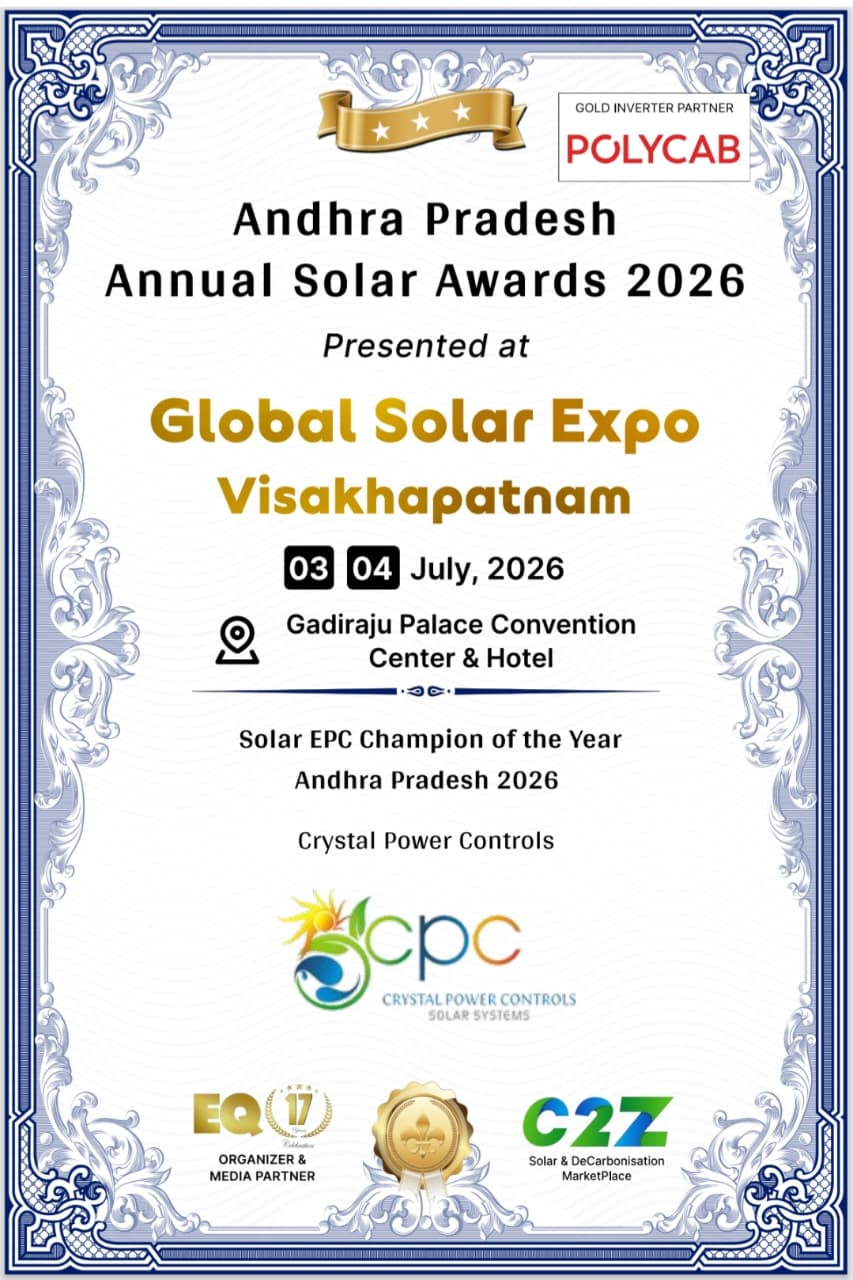 GOLD INVERTER PARTNER
POLYCAB
Andhra Pradesh
Annual Solar Awards 2026
Presented at
Global Solar Expo
Visakhapatnam
03 04 July, 2026
Gadiraju Palace Convention
Center & Hotel
Solar EPC Champion of the Year
Andhra Pradesh 2026
Crystal Power Controls
cpc
CRYSTAL POWER CONTROLS
SOLAR SYSTEMS
EQ 17
Years
Celebration
ORGANIZER &
MEDIA PARTNER
C2Z
Solar & DeCarbonisation
MarketPlace